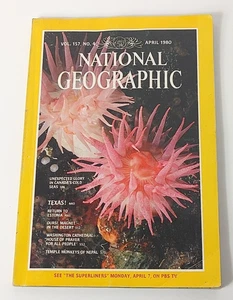 VOL. 157, NO. 4
APRIL 1980
NATIONAL
GEOGRAPHIC
UNEXPECTED GLORY
IN CANADA'S COLD
SEAS
TEXAS!
RETURN TO
ESTONIA
DURSE MAGNET
IN THE DESERT
WASHINGTON CATHEDRAL:
"HOUSE OF PRAYER
FOR ALL PEOPLE"
TEMPLE MONKEYS OF NEPAL
SEE "THE SUPERLINERS" MONDAY, APRIL 7, ON PBS TV